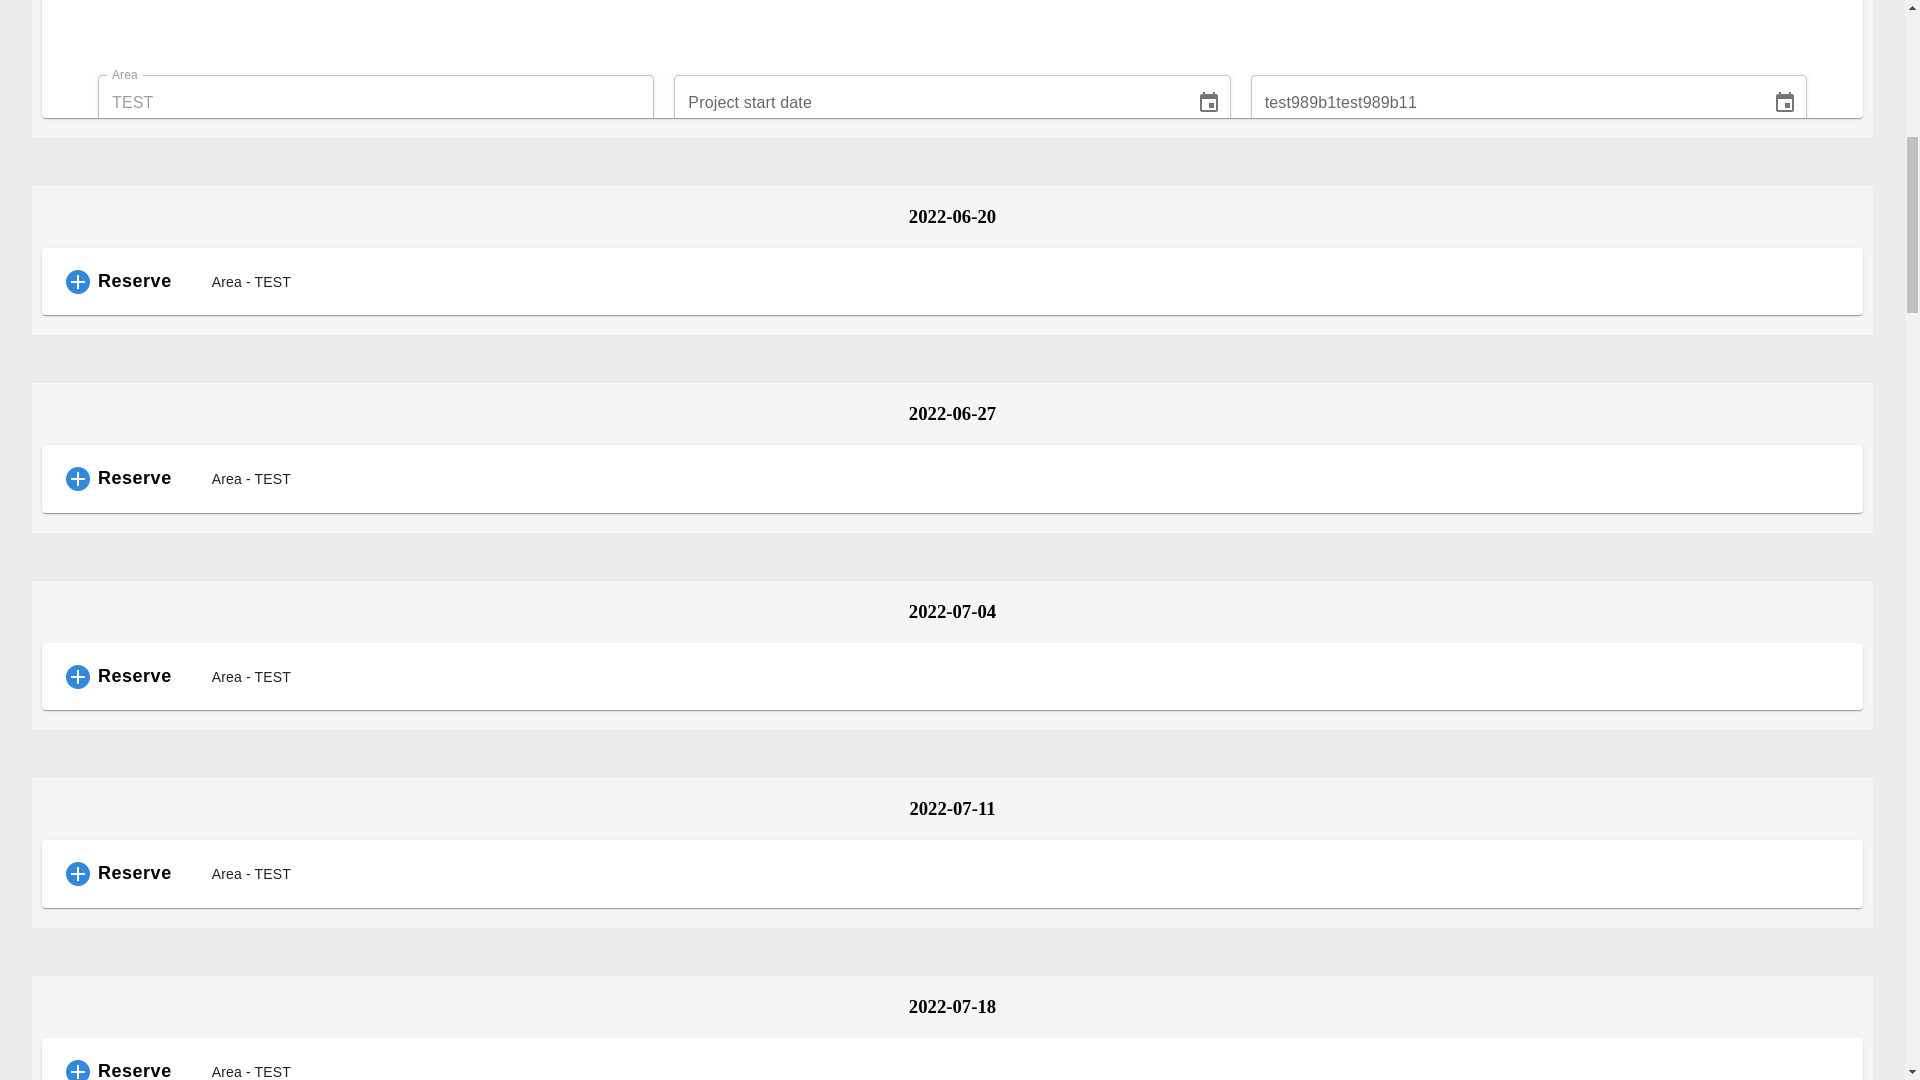 Area
TEST
Project start date
test989b1test989b11
2022-06-20
Reserve Area - TEST
2022-06-27
Reserve Area - TEST
2022-07-04
Reserve Area - TEST
2022-07-11
Reserve Area - TEST
2022-07-18
Reserve Area - TEST